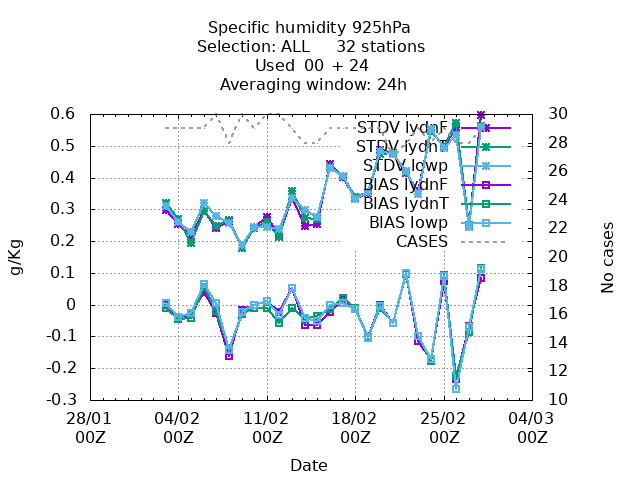 Specific humidity 925hPa
Selection: ALL 32 stations
Used 00 + 24
Averaging window: 24h
0.6
0.5
0.4
0.3
0.2
0.1
0
-0.1
-0.2
-0.3
g/Kg
30
28
26
24
22
20
18
16
14
12
10
No cases
STDV lydnF
STDV lydnT
STDV lowp
BIAS lydnF
BIAS lydnT
BIAS lowp
CASES
28/01 04/02 11/02 18/02 25/02 04/03
00Z 00Z 00Z 00Z 00Z 00Z
Date